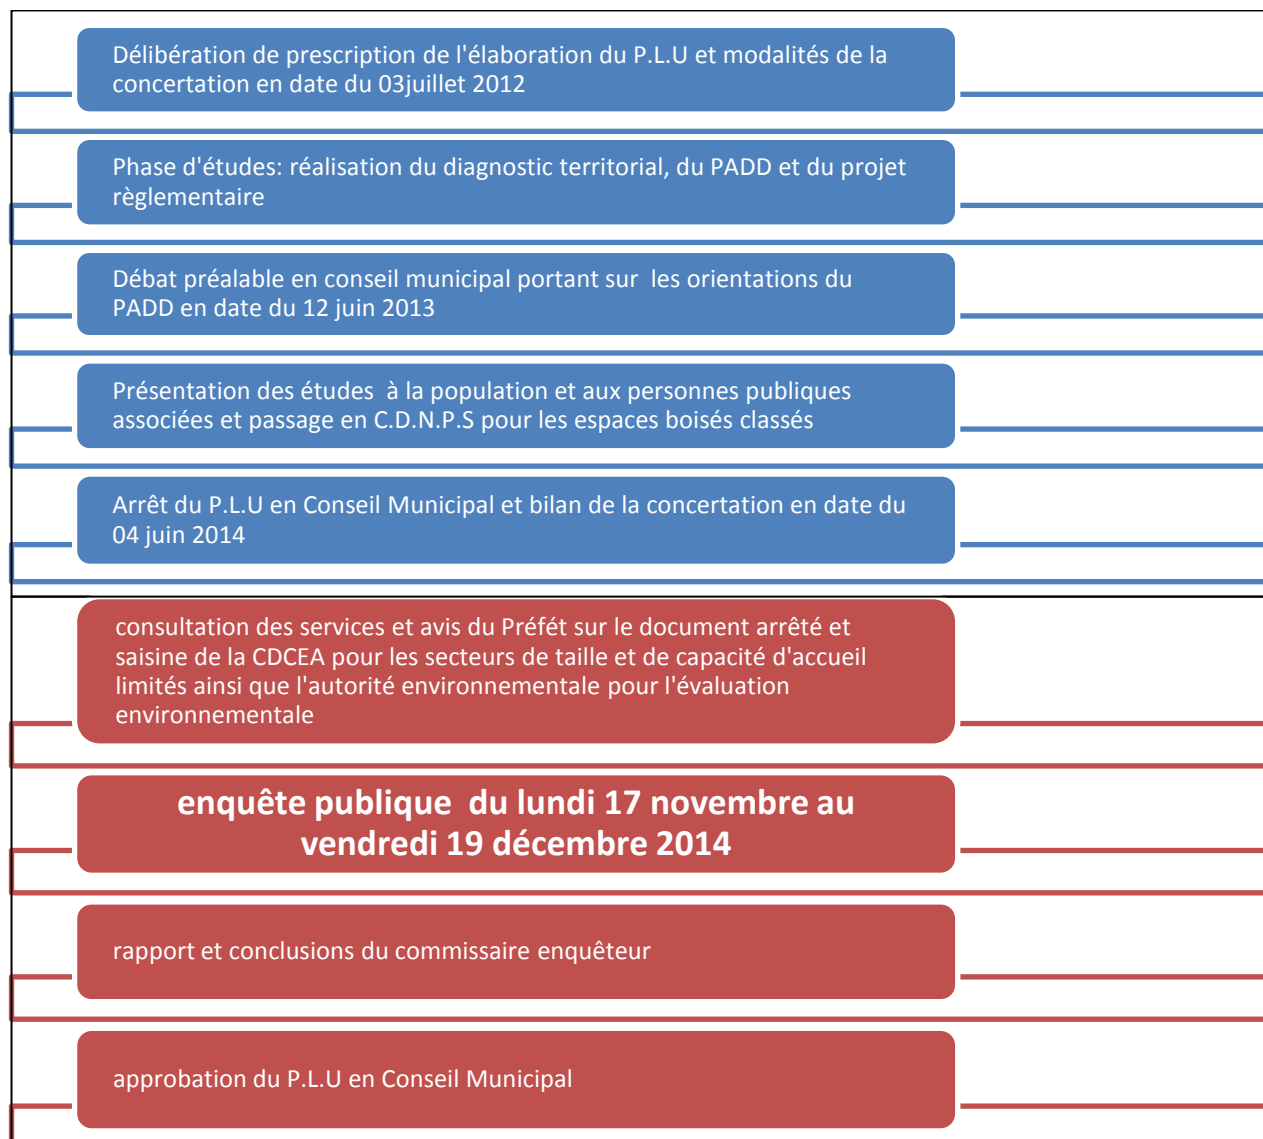 Délibération de prescription de l'élaboration du P.L.U et modalités de la
concertation en date du 03juillet 2012
Phase d'études: réalisation du diagnostic territorial, du PADD et du projet
règlementaire
Débat préalable en conseil municipal portant sur  les orientations du
PADD en date du 12 juin 2013
Présentation des études  à la population et aux personnes publiques
associées et passage en C.D.N.P.S pour les espaces boisés classés
Arrêt du P.L.U en Conseil Municipal et bilan de la concertation en date du
04 juin 2014
consultation des services et avis du Préfét sur le document arrêté et
saisine de la CDCEA pour les secteurs de taille et de capacité d'accueil
limités ainsi que l'autorité environnementale pour l'évaluation
environnementale
enquête publique  du lundi 17 novembre au
vendredi 19 décembre 2014
rapport et conclusions du commissaire enquêteur
approbation du P.L.U en Conseil Municipal